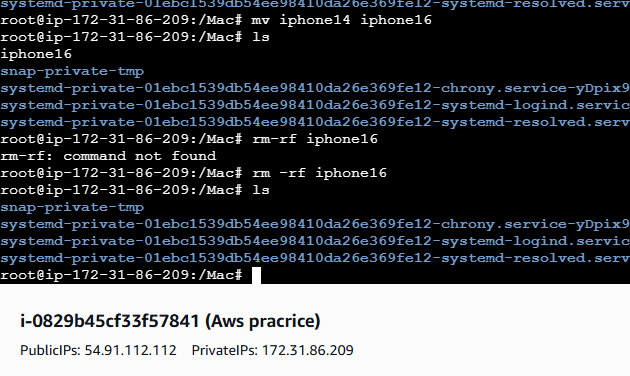 systemd-private-01ebc1539db54ee98410da26e369fe12-systemd-resolved.serv
root@ip-172-31-86-209:/Mac# mv iphone14 iphone16
root@ip-172-31-86-209:/Mac# ls
iphone16
snap-private-tmp
systemd-private-01ebc1539db54ee98410da26e369fe12-chrony.service-yDpix9
systemd-private-01ebc1539db54ee98410da26e369fe12-systemd-logind.servic
systemd-private-01ebc1539db54ee98410da26e369fe12-systemd-resolved.serv
root@ip-172-31-86-209:/Mac# rm-rf iphone16
rm-rf: command not found
root@ip-172-31-86-209:/Mac# rm -rf iphone16
root@ip-172-31-86-209:/Mac# ls
snap-private-tmp
systemd-private-01ebc1539db54ee98410da26e369fe12-chrony.service-yDpix9
systemd-private-01ebc1539db54ee98410da26e369fe12-systemd-logind.servic
systemd-private-01ebc1539db54ee98410da26e369fe12-systemd-resolved.serv
root@ip-172-31-86-209:/Mac#
i-0829b45cf33f57841 (Aws pracrice)
PublicIPs: 54.91.112.112 PrivateIPs: 172.31.86.209